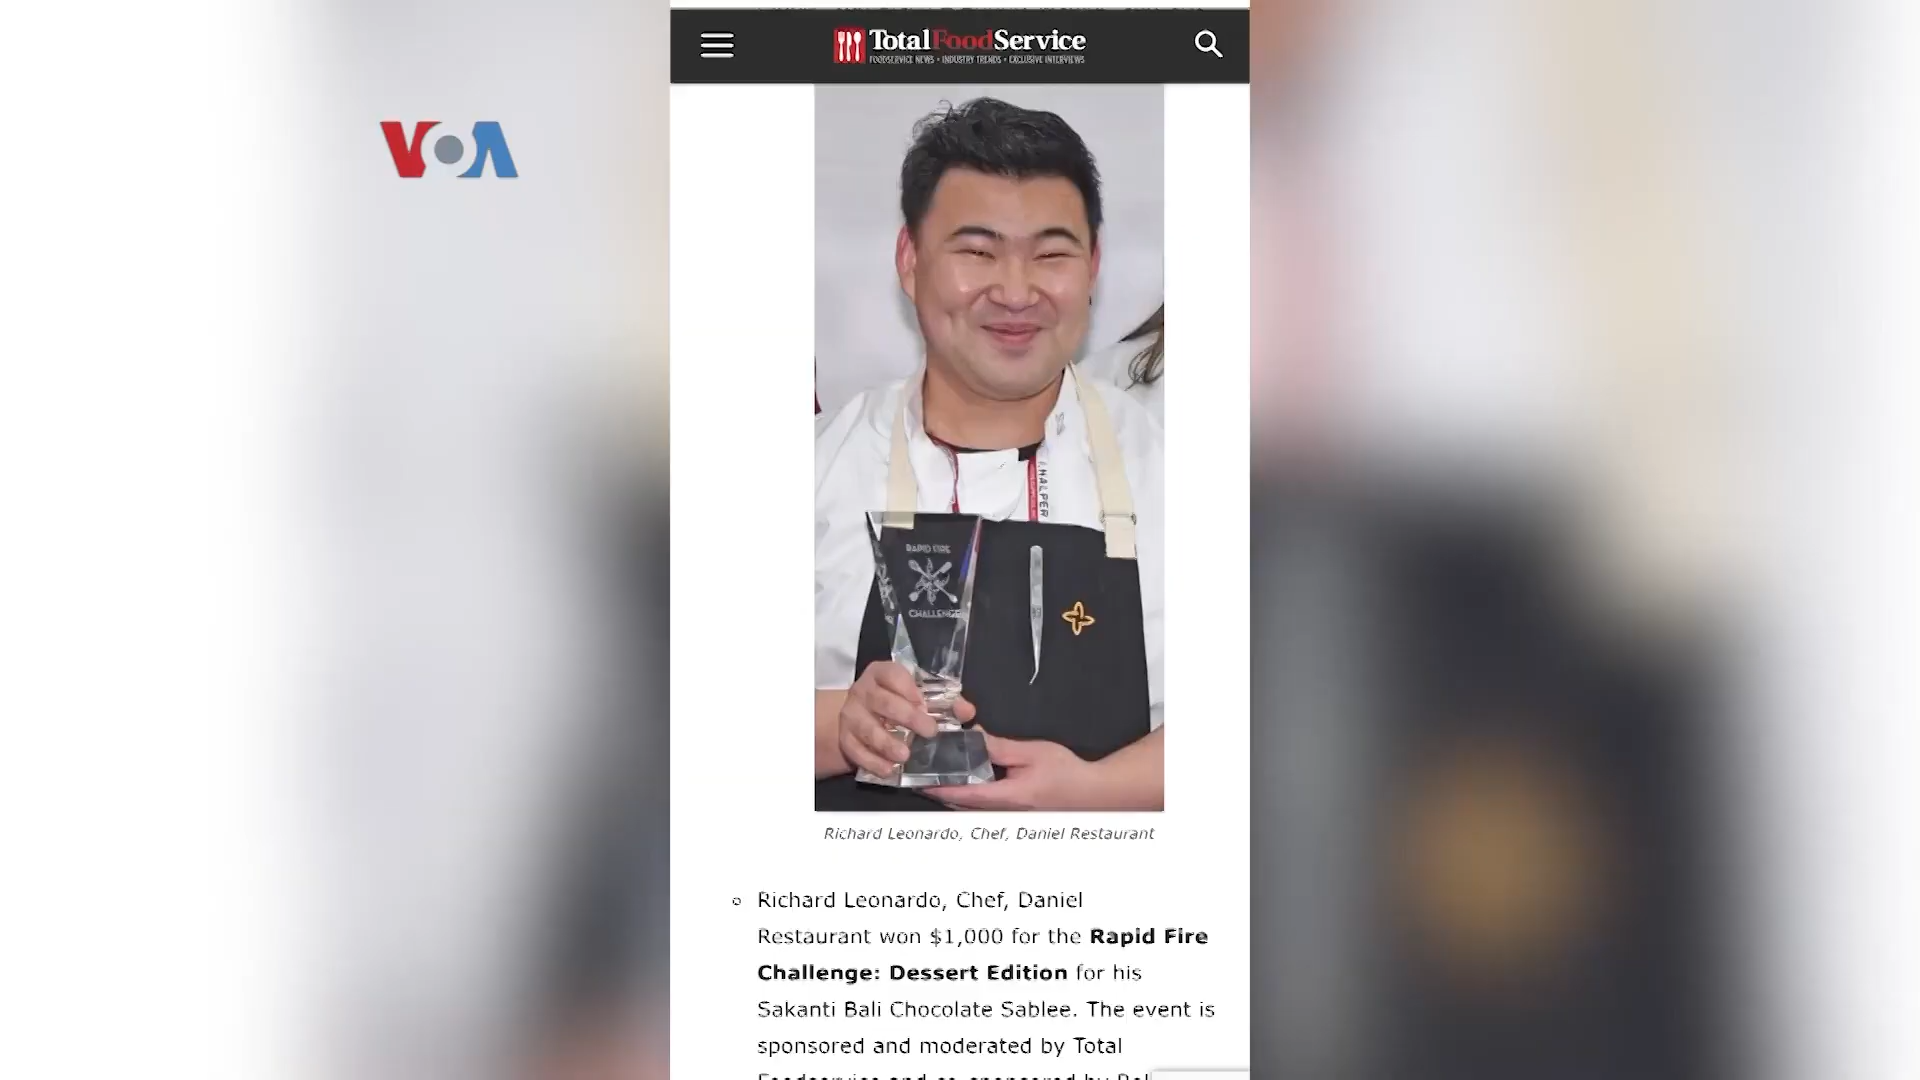 TotalFoodService
FOODSERVICE NEWS • INDUSTRY TRENDS • EXCLUSIVE INTERVIEWS
VOA
HALPER
RAPID FIRE
CHALLENGE
Richard Leonardo, Chef, Daniel Restaurant
Richard Leonardo, Chef, Daniel
Restaurant won $1,000 for the Rapid Fire
Challenge: Dessert Edition for his
Sakanti Bali Chocolate Sablee. The event is
sponsored and moderated by Total